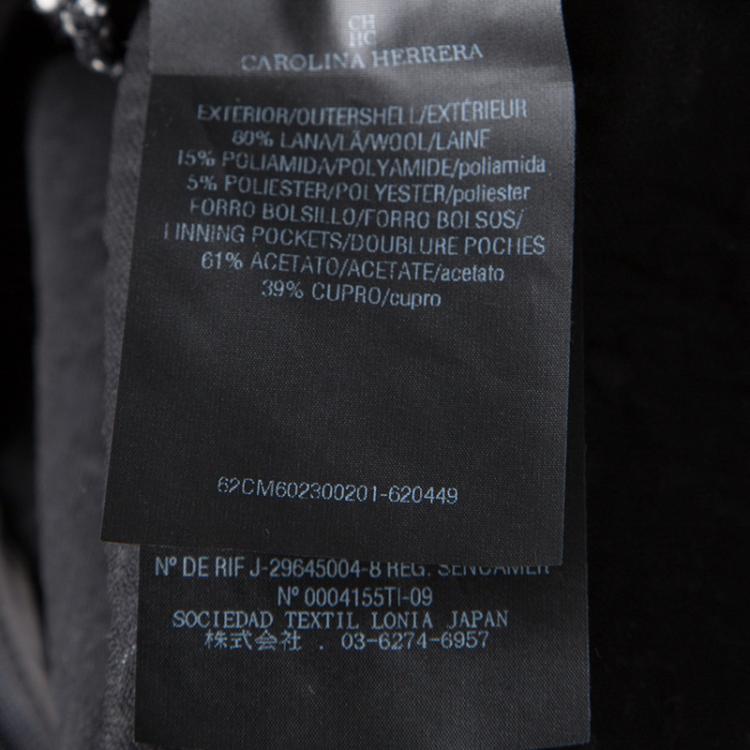 CH
HC
CAROLINA HERRERA
EXTERIOR/OUTERSHELL/EXTÉRIEUR
80% LANA/LÃ/WOOL/LAINE
15% POLIAMIDA/POLYAMIDE/poliamida
5% POLIESTER/POLYESTER/poliester
FORRO BOLSILLO/FORRO BOLSOS/
LINNING POCKETS/DOUBLURE POCHES
61% ACETATO/ACETATE/acetato
39% CUPRO/cupro
62CM602300201-620449
Nº DE RIF J-29645004-8 REG. SENCAMER
Nº 0004155TI-09
SOCIEDAD TEXTIL LONIA JAPAN
株式会社 . 03-6274-6957